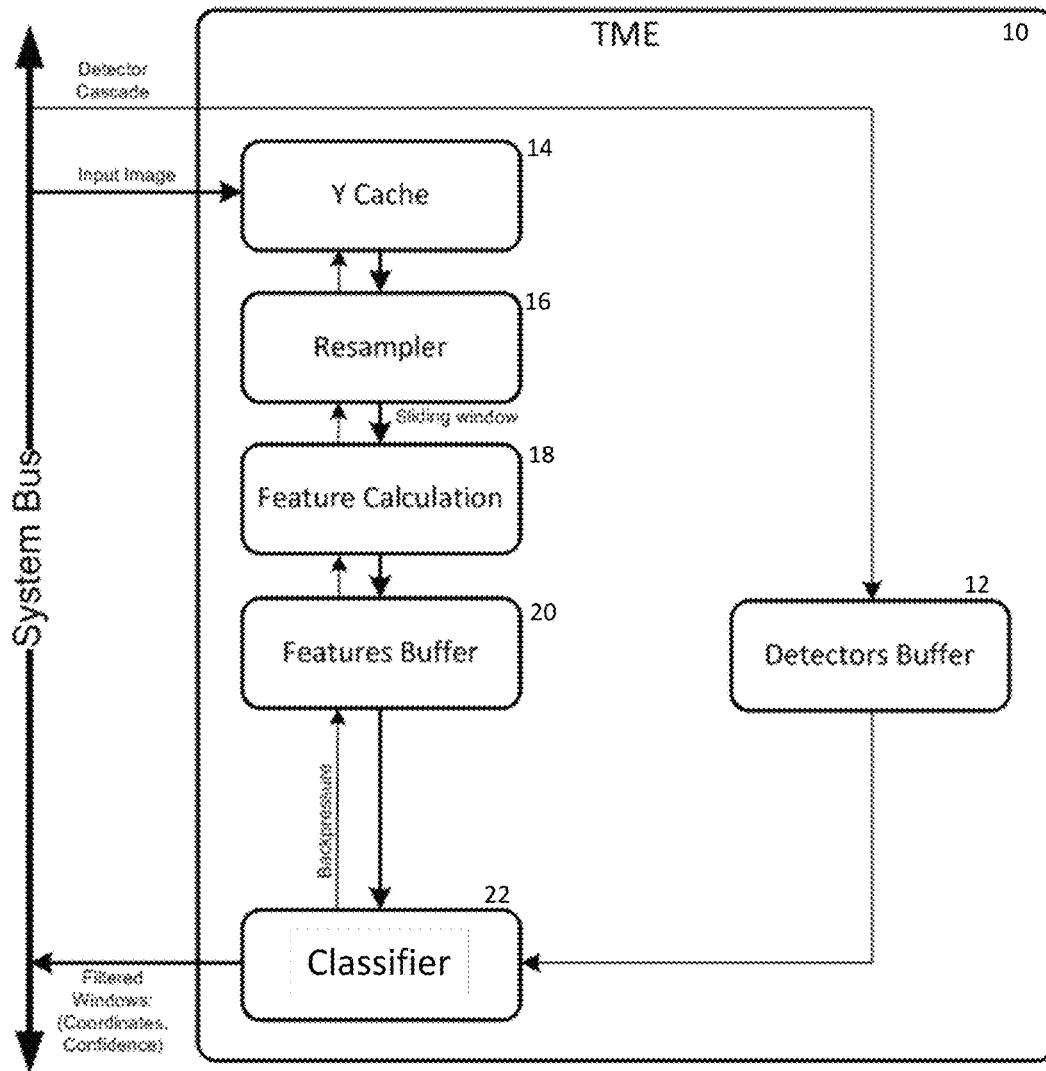 TME
10
Detector
Cascade
14
Input Image
Y Cache
16
Resampler
Sliding window
18
Feature Calculation
System Bus
20
Features Buffer
12
Detectors Buffer
Backpressure
22
Classifier
Filtered
Windows:
(Coordinates,
Confidence)